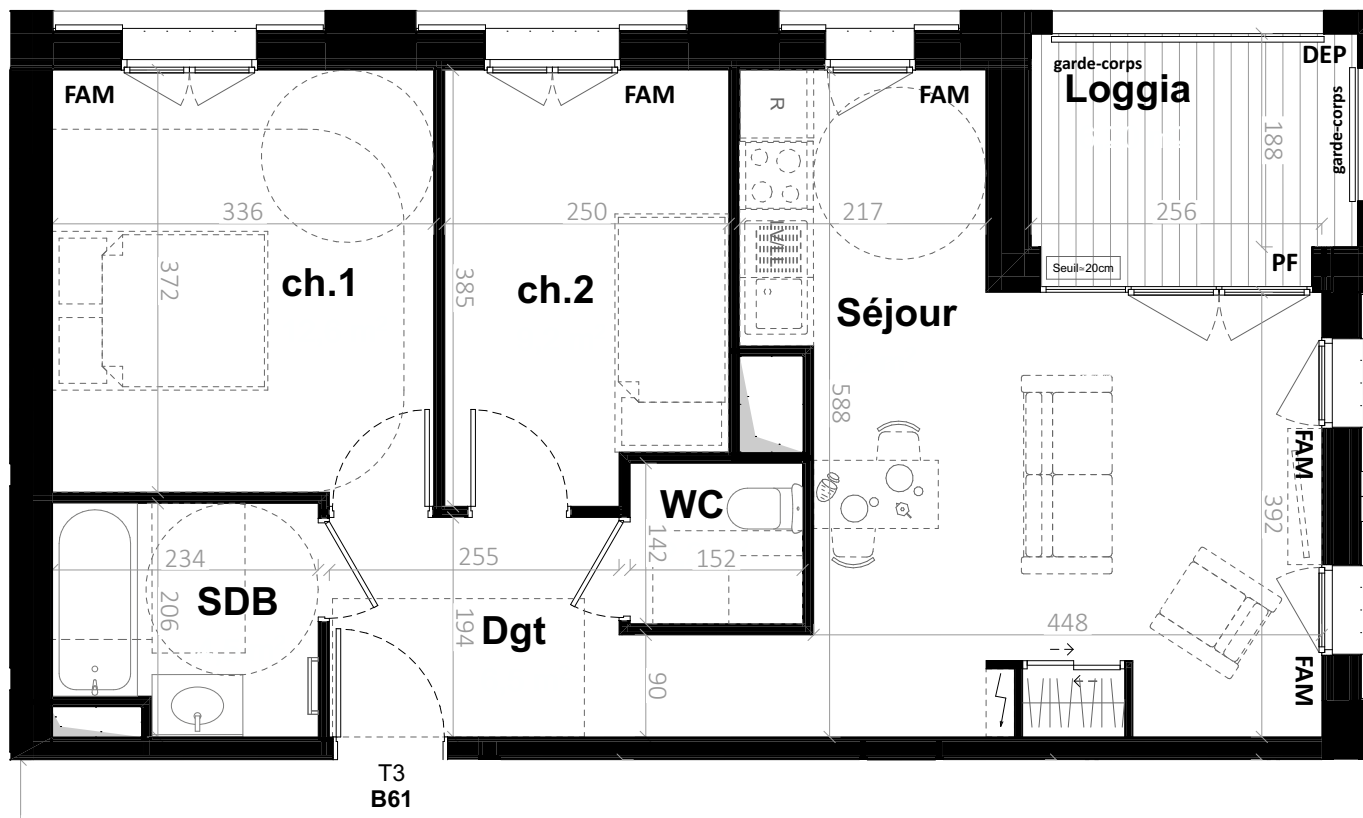 FAM
FAM
FAM
garde-corps
DEP
Loggia
garde-corps
188
R
336
250
217
256
LV/LL
372
ch.1
385
ch.2
Séjour
Seuil≈20cm
PF
588
FAM
392
WC
142
152
234
255
206
SDB
194
Dgt
90
448
FAM
T3
B61